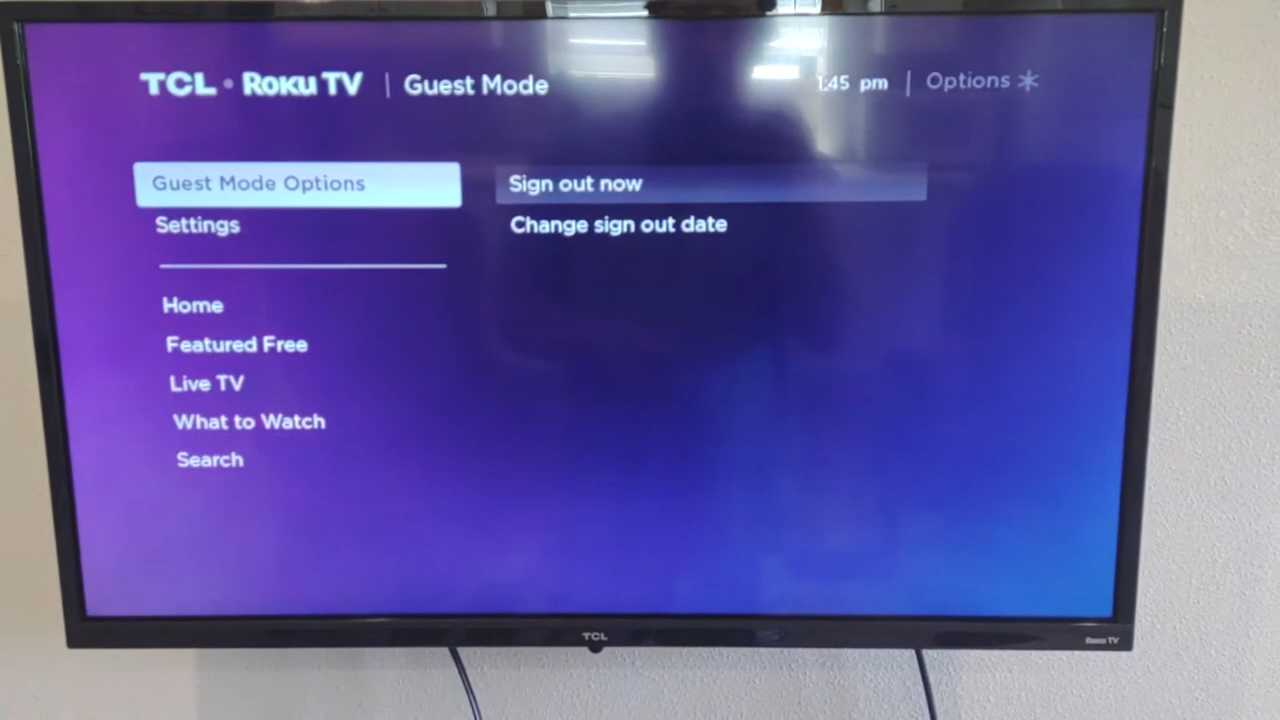 TCL • Roku TV | Guest Mode
1:45 pm | Options ✳
Guest Mode Options
Settings
Home
Featured Free
Live TV
What to Watch
Search
Sign out now
Change sign out date
TCL
Roku TV